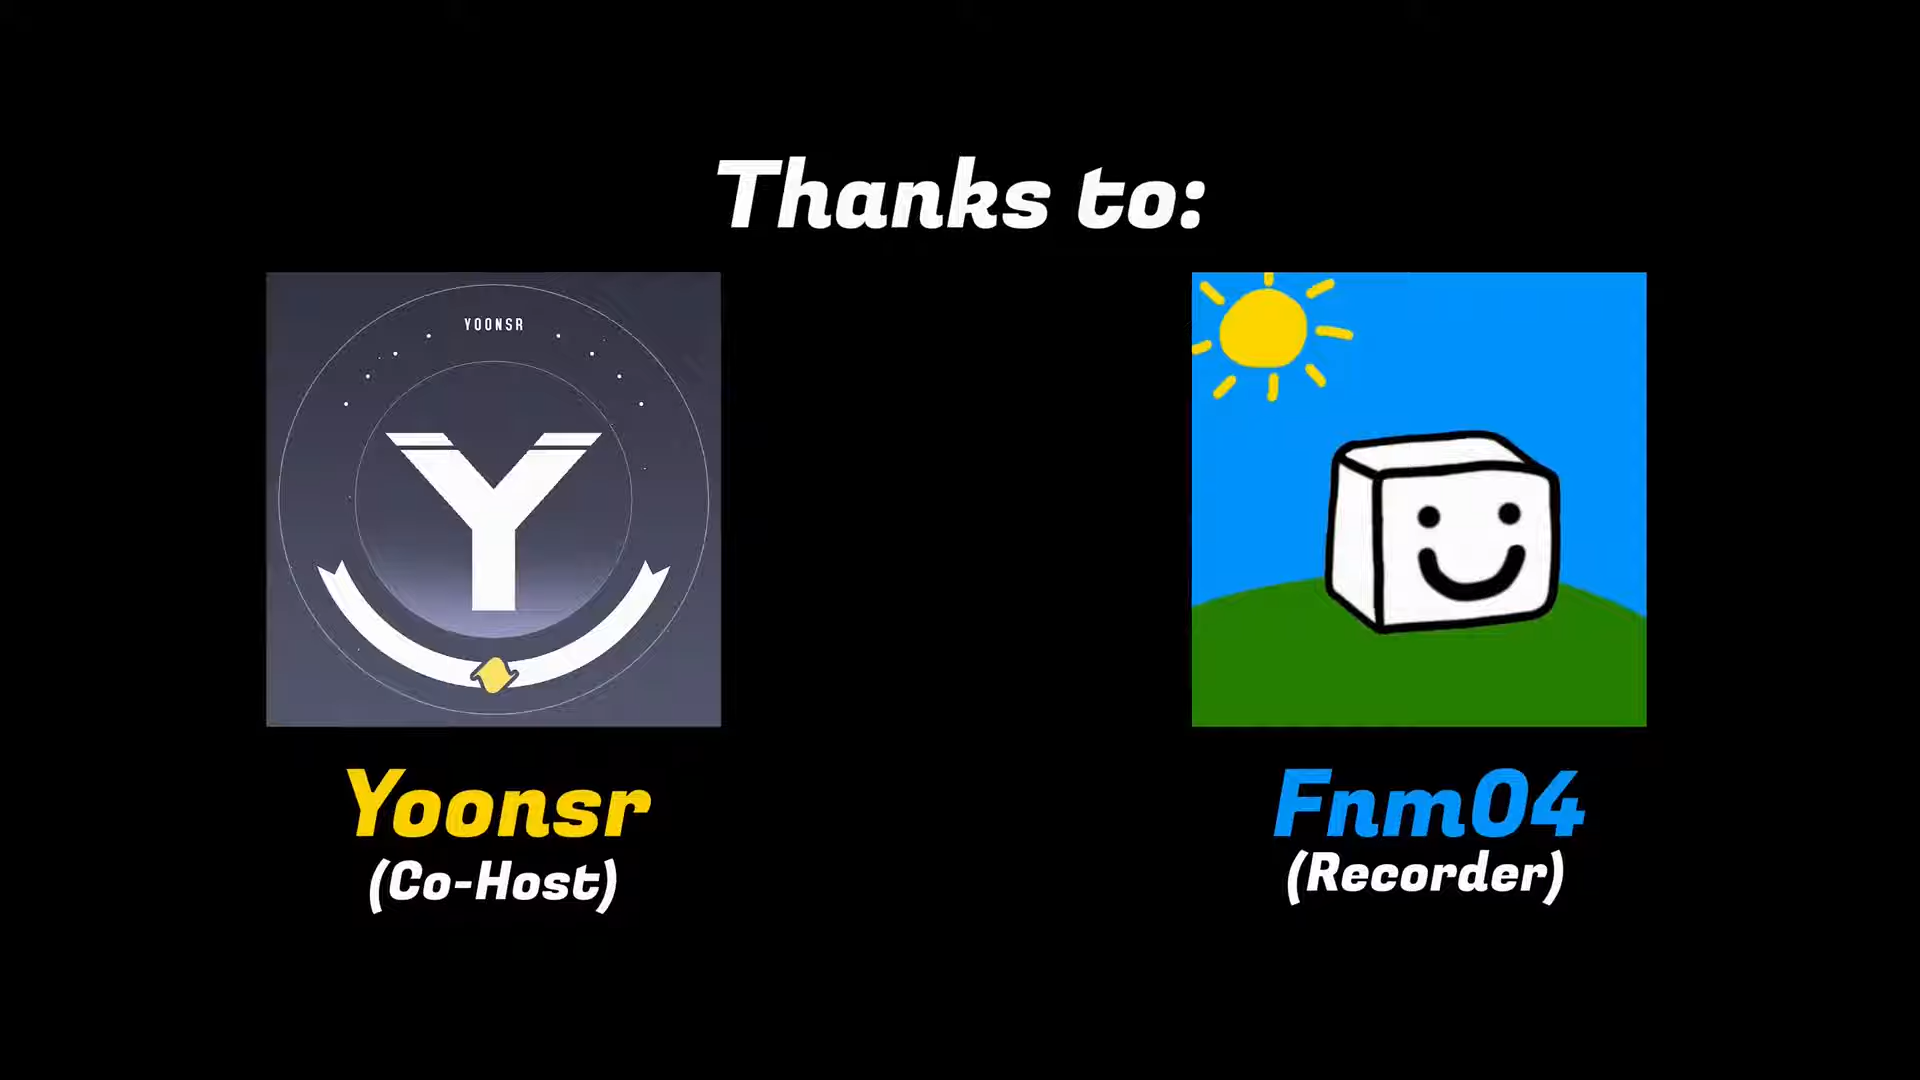 Thanks to:
YOONSR
Y
Yoonsr
(Co-Host)
Fnm04
(Recorder)